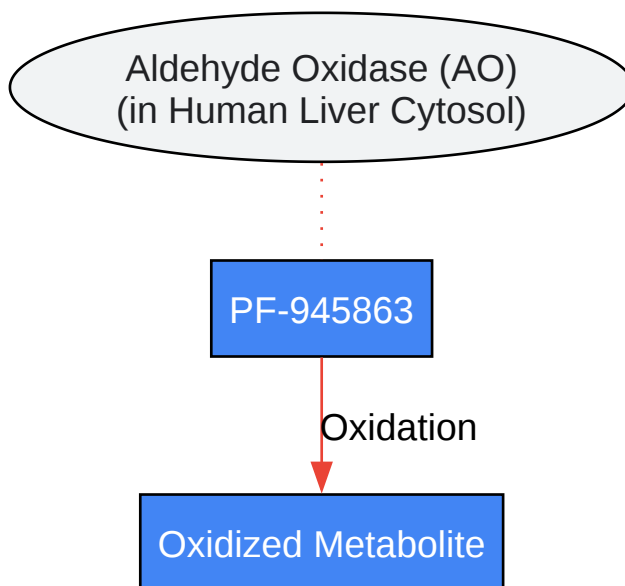 Aldehyde Oxidase (AO)
(in Human Liver Cytosol)
PF-945863
Oxidation
Oxidized Metabolite